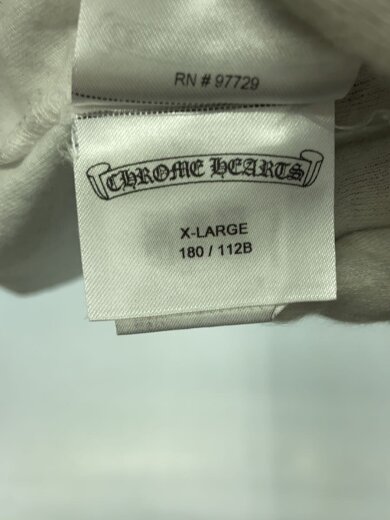 RN # 97729
CHROME HEARTS
X-LARGE
180 / 112B